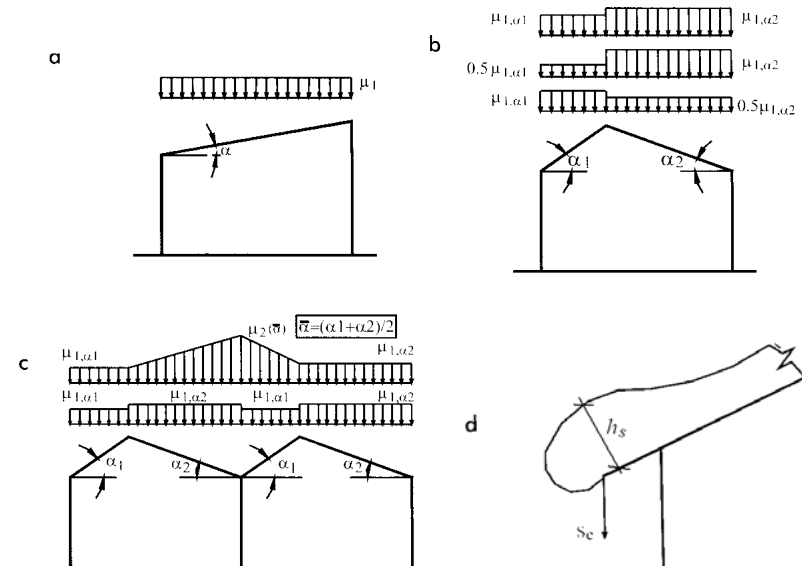 a
μ1
α
b
μ1,α1
μ1,α2
0.5μ1,α1
μ1,α2
μ1,α1
0.5μ1,α2
α1
α2
c
μ2(α̅)
α̅=(α1+α2)/2
μ1,α1
μ1,α2
μ1,α1
μ1,α2
μ1,α1
μ1,α2
α1
α2
α1
α2
d
hs
Se